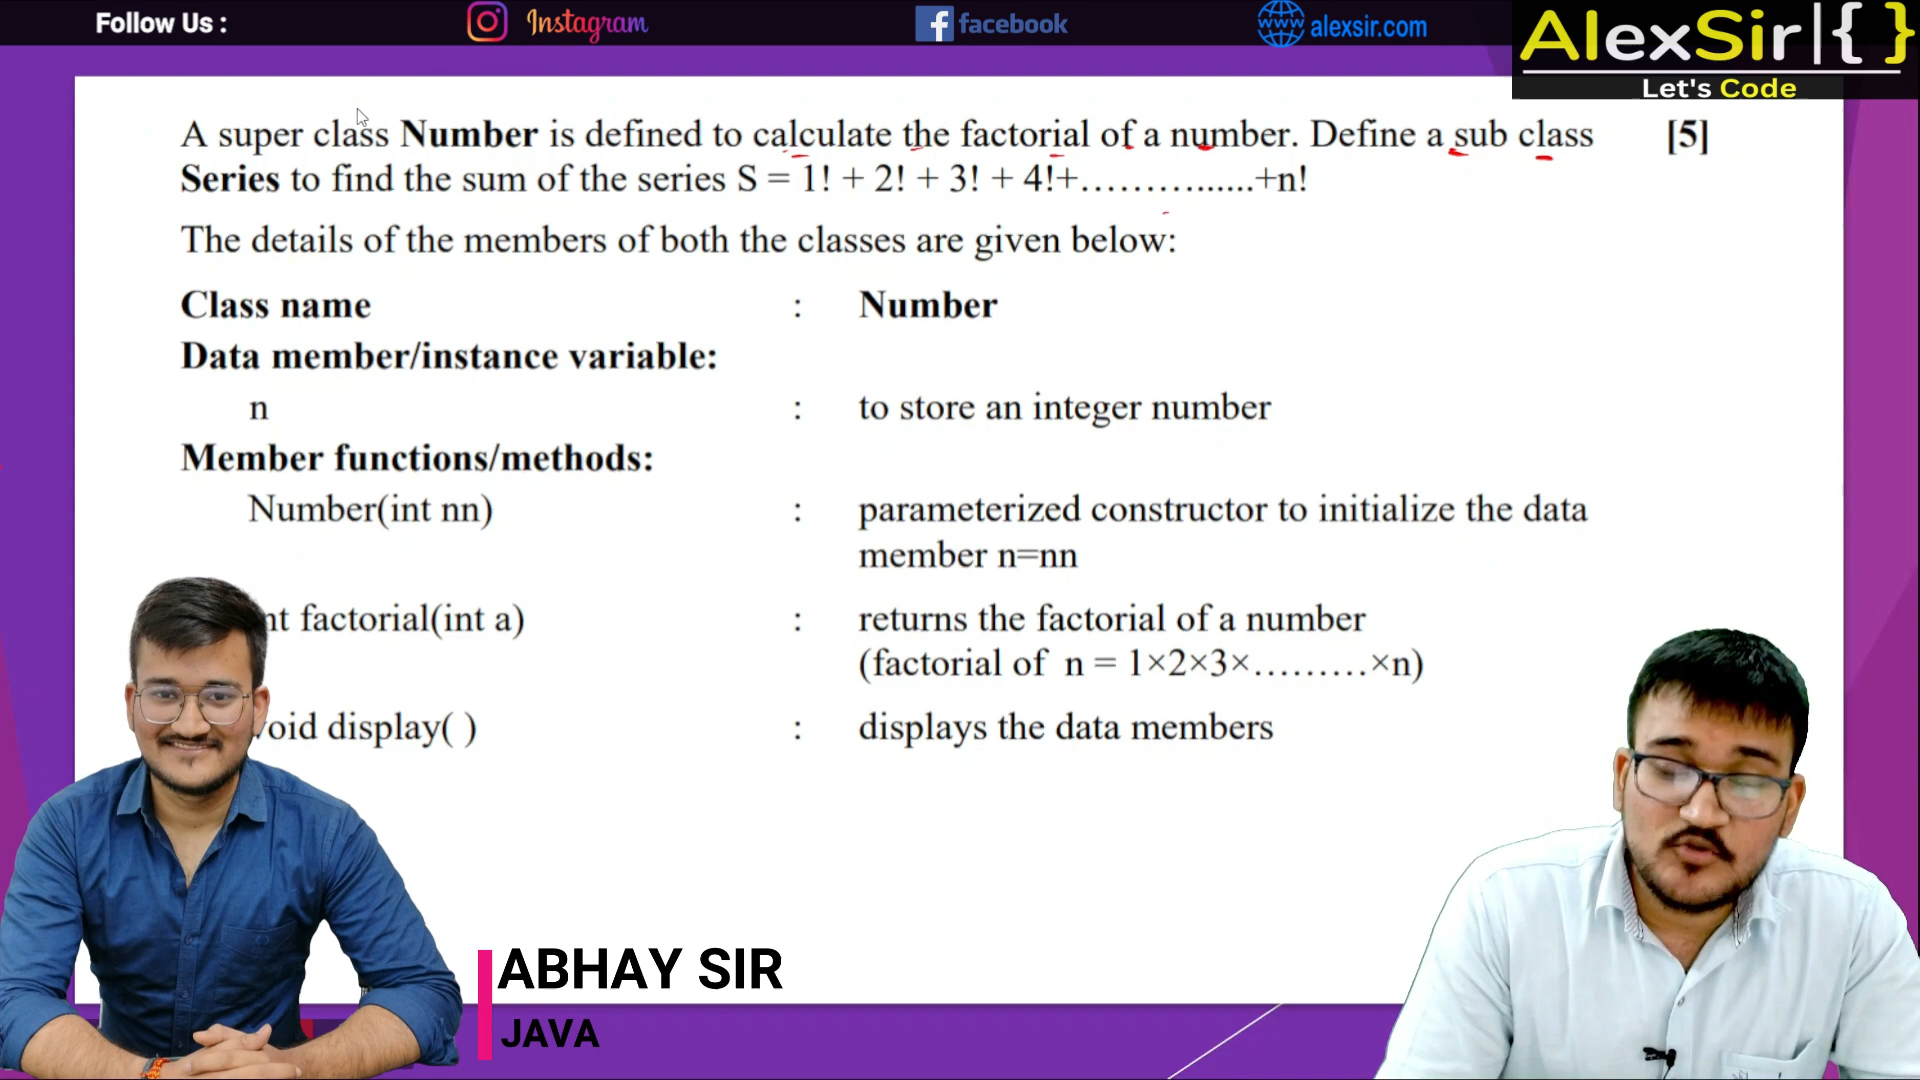 Follow Us :
Instagram
facebook
www
alexsir.com
AlexSir|{ }
Let's Code
A super class Number is defined to calculate the factorial of a number. Define a sub class [5]
Series to find the sum of the series S = 1! + 2! + 3! + 4!+................+n!
The details of the members of both the classes are given below:
Class name : Number
Data member/instance variable:
n : to store an integer number
Member functions/methods:
Number(int nn) : parameterized constructor to initialize the data
member n=nn
nt factorial(int a) : returns the factorial of a number
(factorial of n = 1×2×3×.........×n)
void display( ) : displays the data members
ABHAY SIR
JAVA